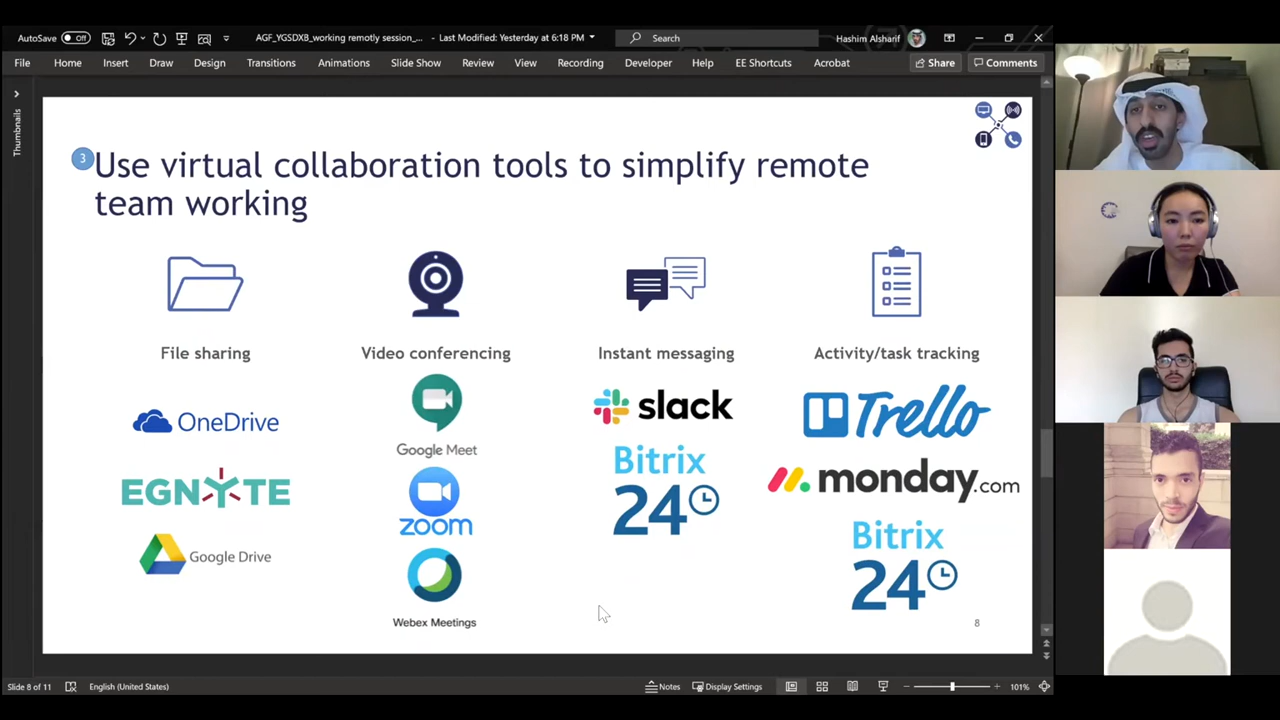 AutoSave Off AGF_YGSDXB_working remotly session_... - Last Modified: Yesterday at 6:18 PM Search Hashim Alsharif
File Home Insert Draw Design Transitions Animations Slide Show Review View Recording Developer Help EE Shortcuts Acrobat Share Comments
Thumbnails
3 Use virtual collaboration tools to simplify remote
team working
File sharing Video conferencing Instant messaging Activity/task tracking
OneDrive
EGNYTE
Google Drive
Google Meet
zoom
Webex Meetings
slack
Bitrix
24
Trello
monday.com
Bitrix
24
8
Slide 8 of 11 English (United States) Notes Display Settings 101%